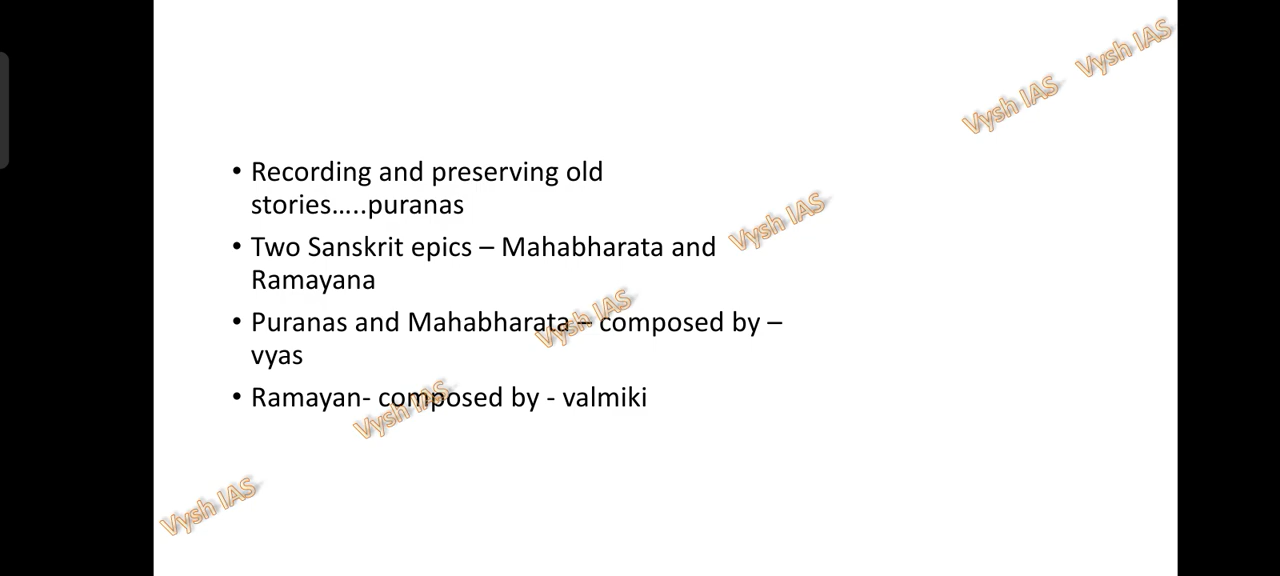 Vysh IAS
Vysh IAS
• Recording and preserving old
stories…..puranas
Vysh IAS
• Two Sanskrit epics – Mahabharata and
Ramayana
Vysh IAS
• Puranas and Mahabharata – composed by –
vyas
Vysh IAS
• Ramayan- composed by - valmiki
Vysh IAS